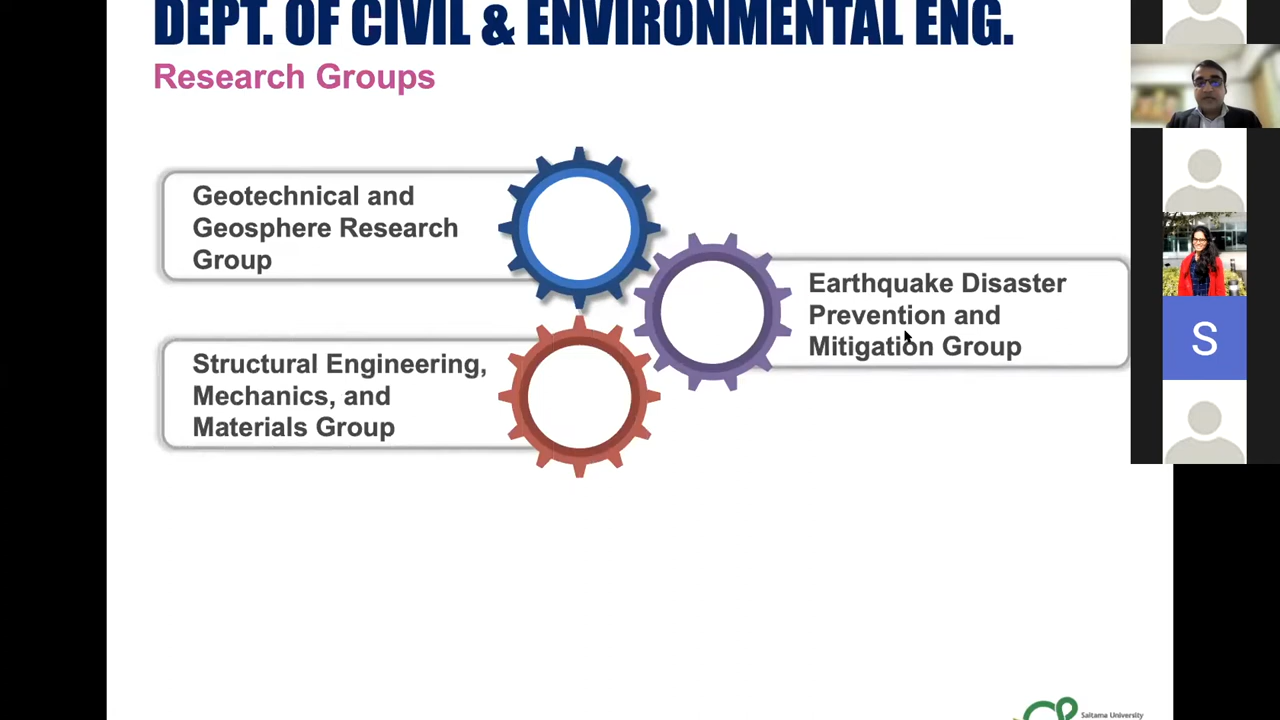 DEPT. OF CIVIL & ENVIRONMENTAL ENG.
Research Groups
Geotechnical and
Geosphere Research
Group
Earthquake Disaster
Prevention and
Mitigation Group
Structural Engineering,
Mechanics, and
Materials Group
S
Saitama University